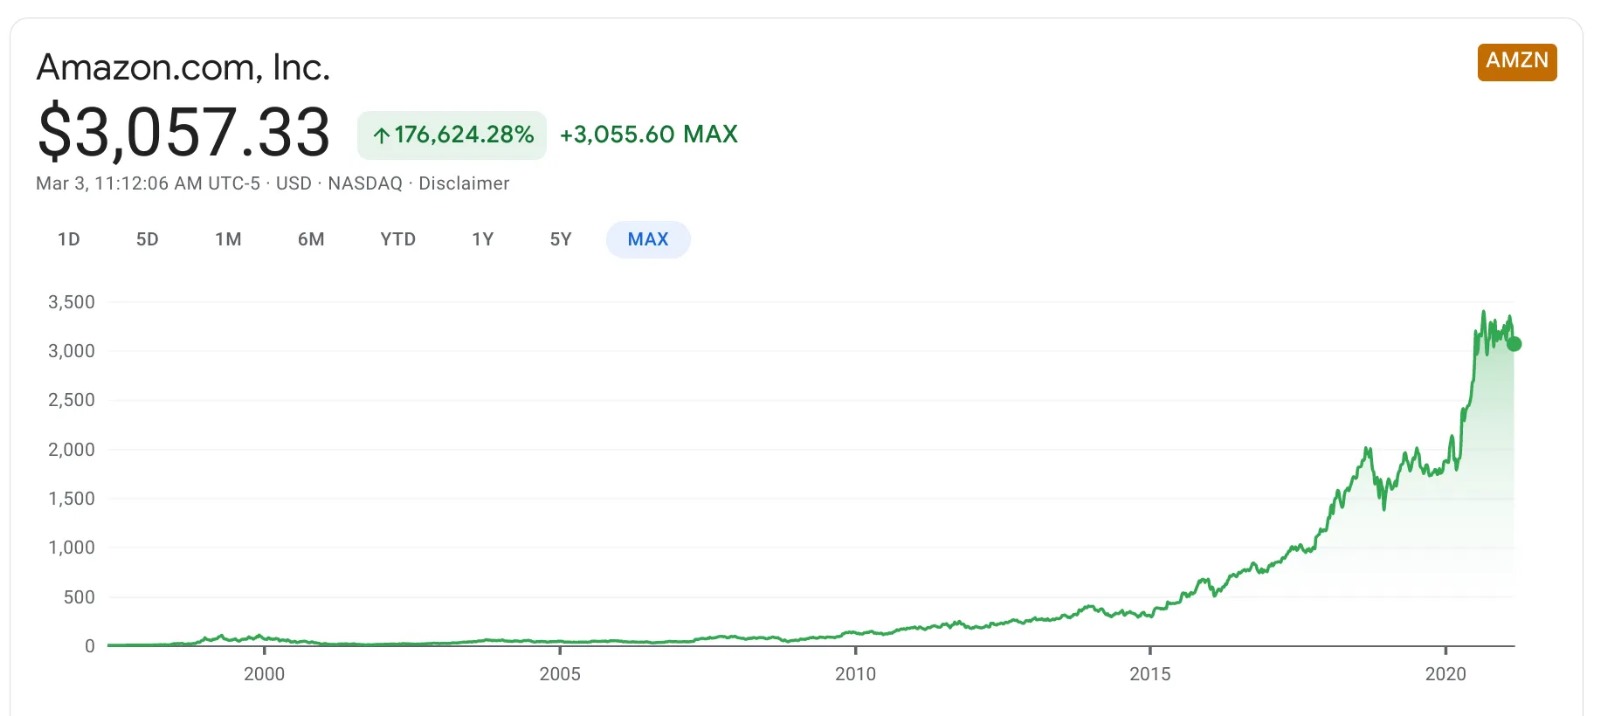 Amazon.com, Inc.
AMZN
$3,057.33 ↑176,624.28% +3,055.60 MAX
Mar 3, 11:12:06 AM UTC-5 · USD · NASDAQ · Disclaimer
1D 5D 1M 6M YTD 1Y 5Y MAX
3,500
3,000
2,500
2,000
1,500
1,000
500
0
2000 2005 2010 2015 2020